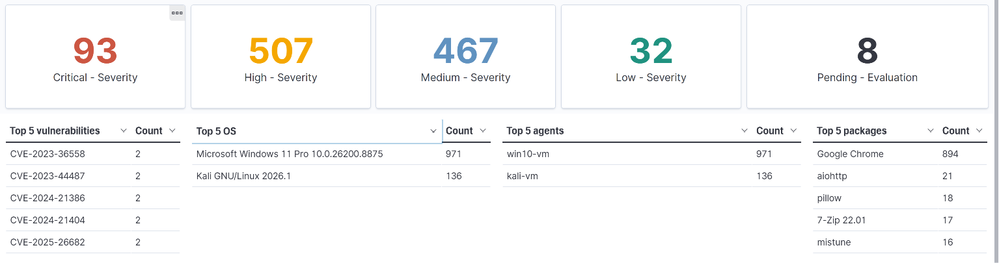 93
Critical - Severity
507
High - Severity
467
Medium - Severity
32
Low - Severity
8
Pending - Evaluation
Top 5 vulnerabilities Count
CVE-2023-36558 2
CVE-2023-44487 2
CVE-2024-21386 2
CVE-2024-21404 2
CVE-2025-26682 2
Top 5 OS Count
Microsoft Windows 11 Pro 10.0.26200.8875 971
Kali GNU/Linux 2026.1 136
Top 5 agents Count
win10-vm 971
kali-vm 136
Top 5 packages Count
Google Chrome 894
aiohttp 21
pillow 18
7-Zip 22.01 17
mistune 16